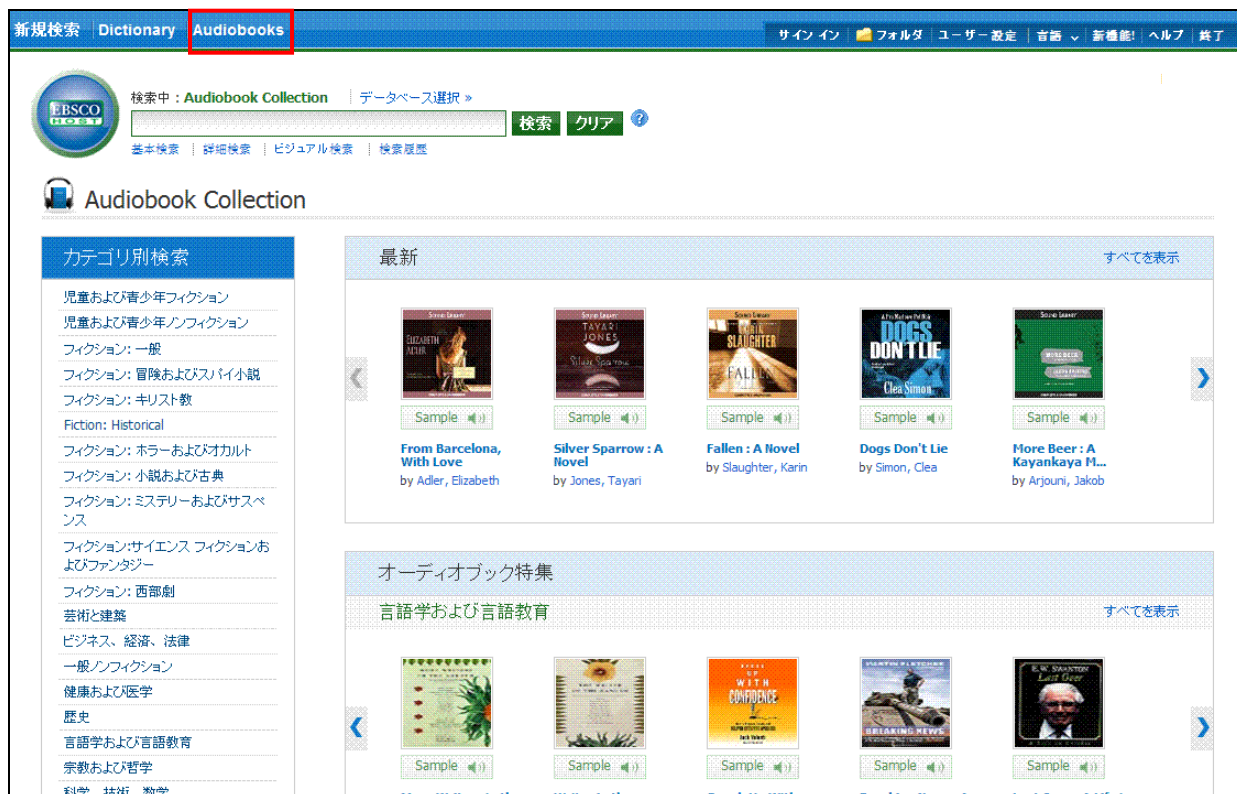 新規検索 Dictionary Audiobooks
サイン イン フォルダ ユーザー設定 言語 新機能! ヘルプ 終了
EBSCO
HOST
検索中 : Audiobook Collection データベース選択 »
検索 クリア ?
基本検索 詳細検索 ビジュアル検索 検索履歴
Audiobook Collection
カテゴリ別検索
児童および青少年フィクション
児童および青少年ノンフィクション
フィクション: 一般
フィクション: 冒険およびスパイ小説
フィクション: キリスト教
Fiction: Historical
フィクション: ホラーおよびオカルト
フィクション: 小説および古典
フィクション: ミステリーおよびサスペ
ンス
フィクション:サイエンス フィクションお
よびファンタジー
フィクション: 西部劇
芸術と建築
ビジネス、経済、法律
一般ノンフィクション
健康および医学
歴史
言語学および言語教育
宗教および哲学
科学、技術、数学
最新
すべてを表示
ELIZABETH
ADLER
TAYARI
JONES
Silver Sparrow
KARIN
SLAUGHTER
FALLEN
DOGS
DON'T LIE
Clea Simon
MORE BEER
Sample Sample Sample Sample Sample
From Barcelona,
With Love
by Adler, Elizabeth
Silver Sparrow : A
Novel
by Jones, Tayari
Fallen : A Novel
by Slaughter, Karin
Dogs Don't Lie
by Simon, Clea
More Beer : A
Kayankaya M...
by Arjouni, Jakob
オーディオブック特集
言語学および言語教育
すべてを表示
WITH
CONFIDENCE
Jack Valenti
MARTIN FLETCHER
BREAKING NEWS
E.W. SWANTON
Last Over
Sample Sample Sample Sample Sample